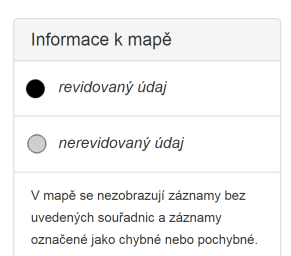 Informace k mapě
revidovaný údaj
nerevidovaný údaj
V mapě se nezobrazují záznamy bez
uvedených souřadnic a záznamy
označené jako chybné nebo pochybné.